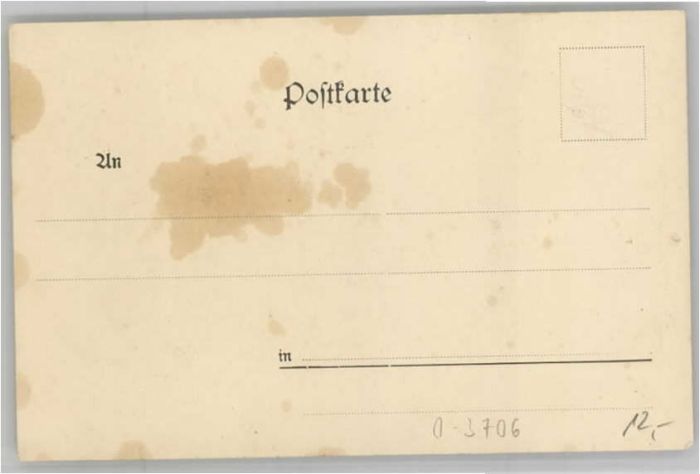 Postkarte
An
in
0-3706
12,-